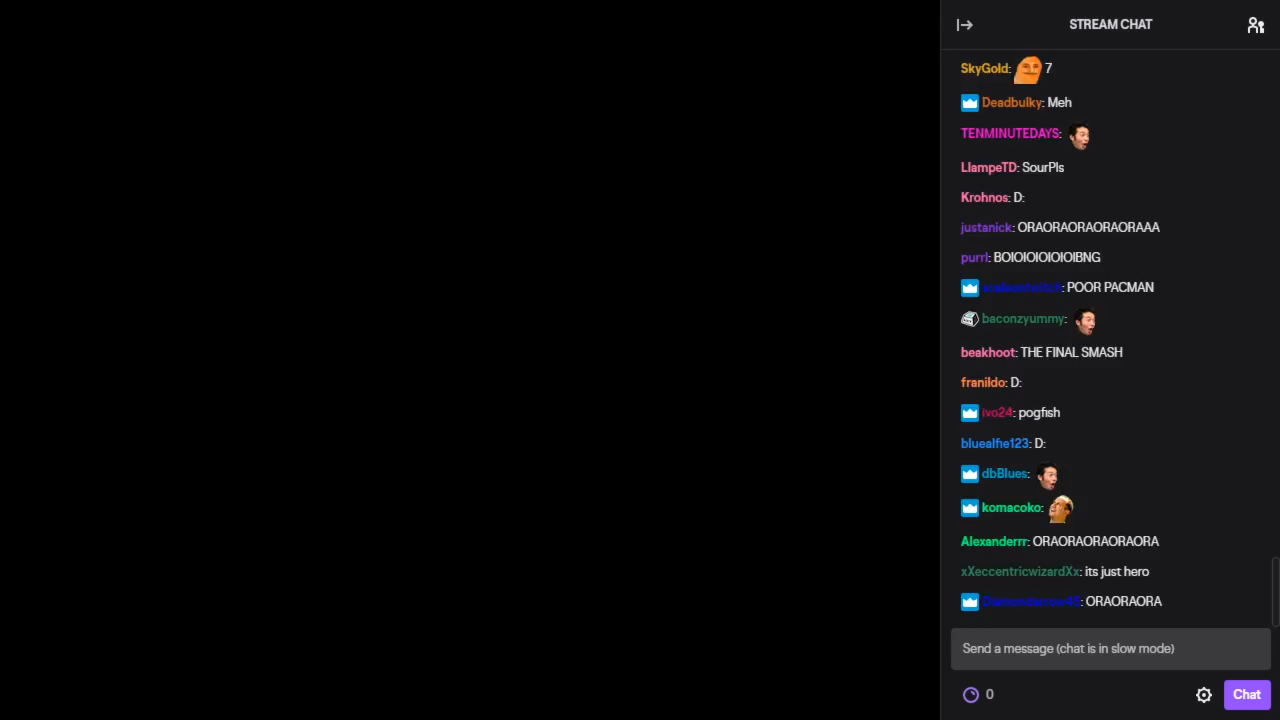 STREAM CHAT
SkyGold: 7
Deadbulky: Meh
TENMINUTEDAYS:
LlampeTD: SourPls
Krohnos: D:
justanick: ORAORAORAORAORAAA
purrl: BOIOIOIOIOIOIBNG
: POOR PACMAN
baconzyummy:
beakhoot: THE FINAL SMASH
franildo: D:
ivo24: pogfish
bluealfie123: D:
dbBlues:
komacoko:
Alexanderrr: ORAORAORAORAORA
xXeccentricwizardXx: its just hero
: ORAORAORA
Send a message (chat is in slow mode)
0
Chat